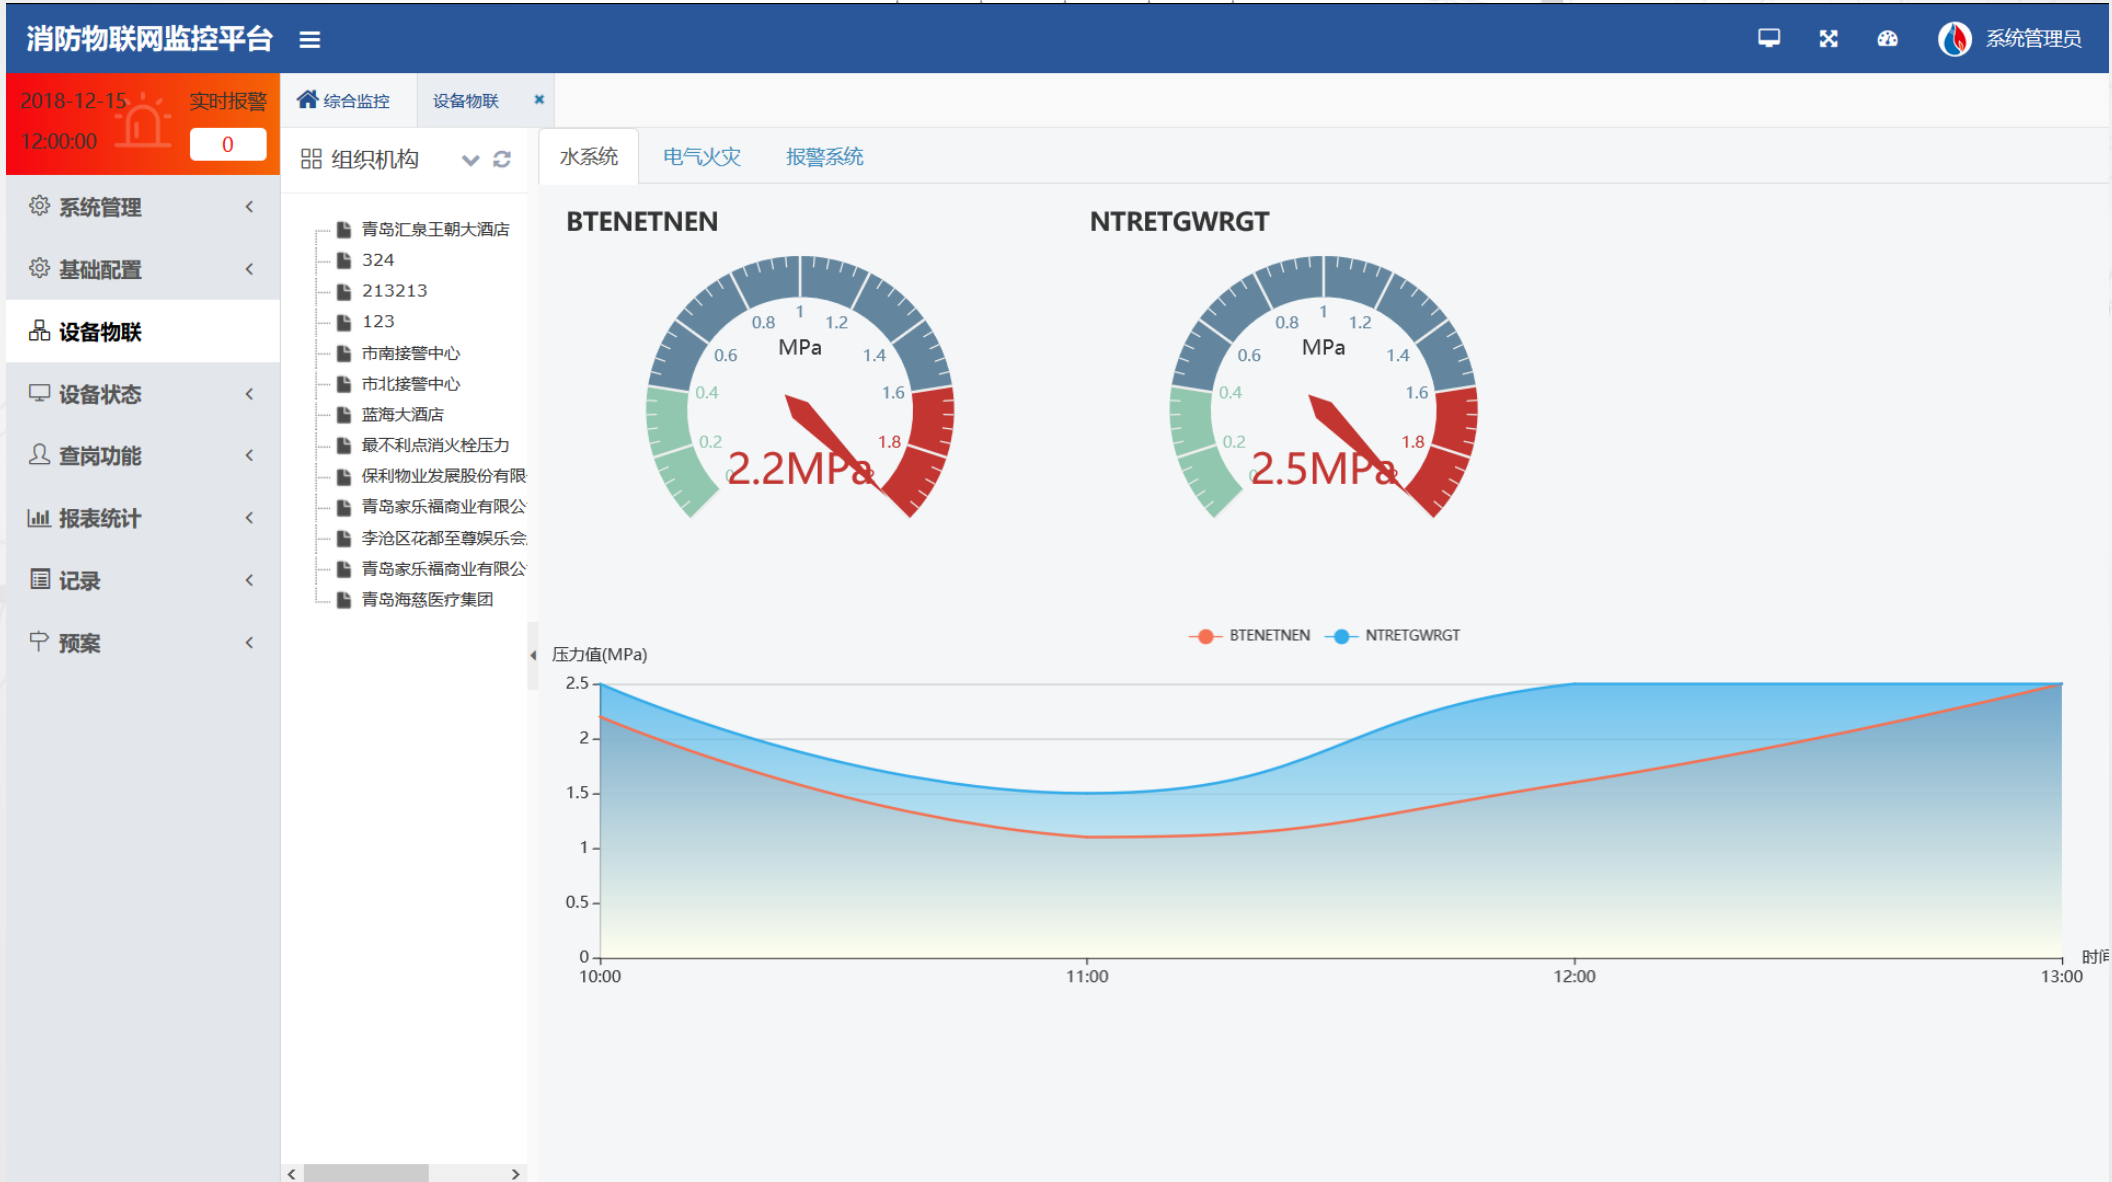 消防物联网监控平台
系统管理员
2018-12-15
12:00:00
实时报警
0
综合监控
设备物联
系统管理
基础配置
设备物联
设备状态
查岗功能
报表统计
记录
预案
组织机构
青岛汇泉王朝大酒店
324
213213
123
市南接警中心
市北接警中心
蓝海大酒店
最不利点消火栓压力
保利物业发展股份有限
青岛家乐福商业有限公
李沧区花都至尊娱乐会
青岛家乐福商业有限公
青岛海慈医疗集团
水系统
电气火灾
报警系统
BTENETNEN
0.2
0.4
0.6
0.8
1
1.2
1.4
1.6
1.8
MPa
2.2MPa
NTRETGWRGT
0.2
0.4
0.6
0.8
1
1.2
1.4
1.6
1.8
MPa
2.5MPa
BTENETNEN
NTRETGWRGT
压力值(MPa)
2.5
2
1.5
1
0.5
0
10:00
11:00
12:00
13:00
时间